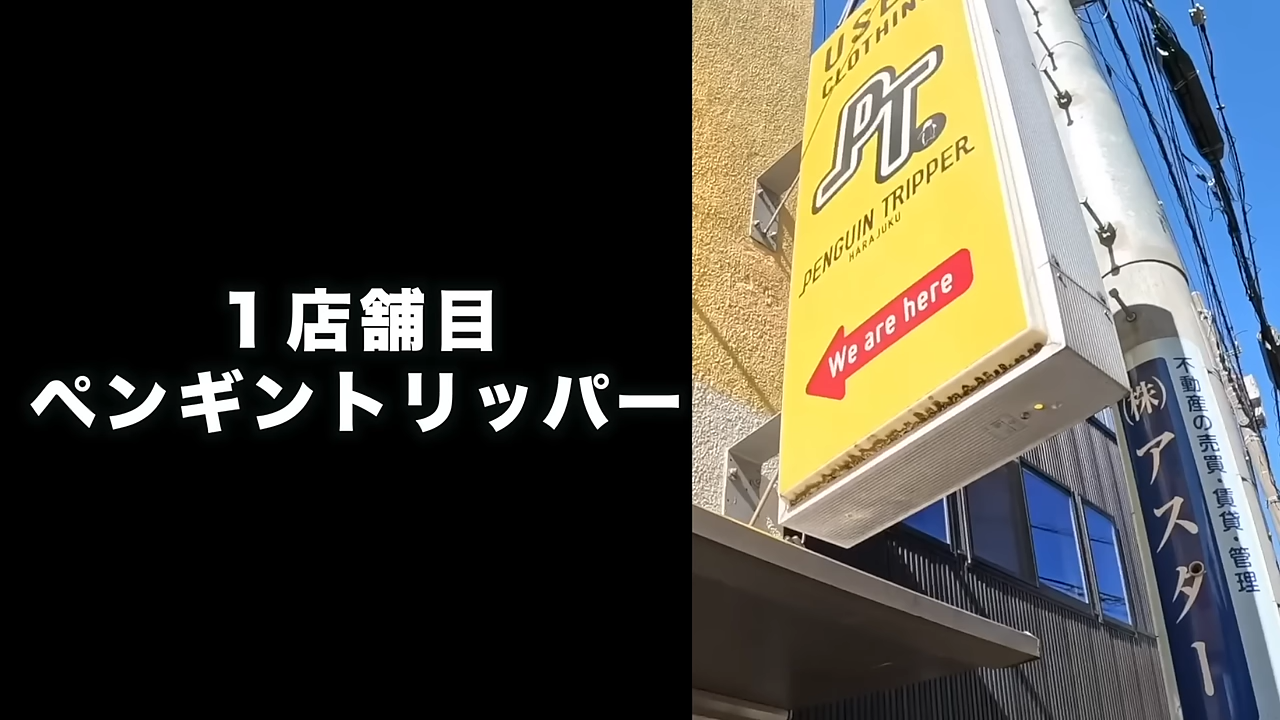 1店舗目
ペンギントリッパー
USED
CLOTHING
PT.
PENGUIN TRIPPER
HARAJUKU
We are here
不動産の売買・賃貸・管理
(株)アスター